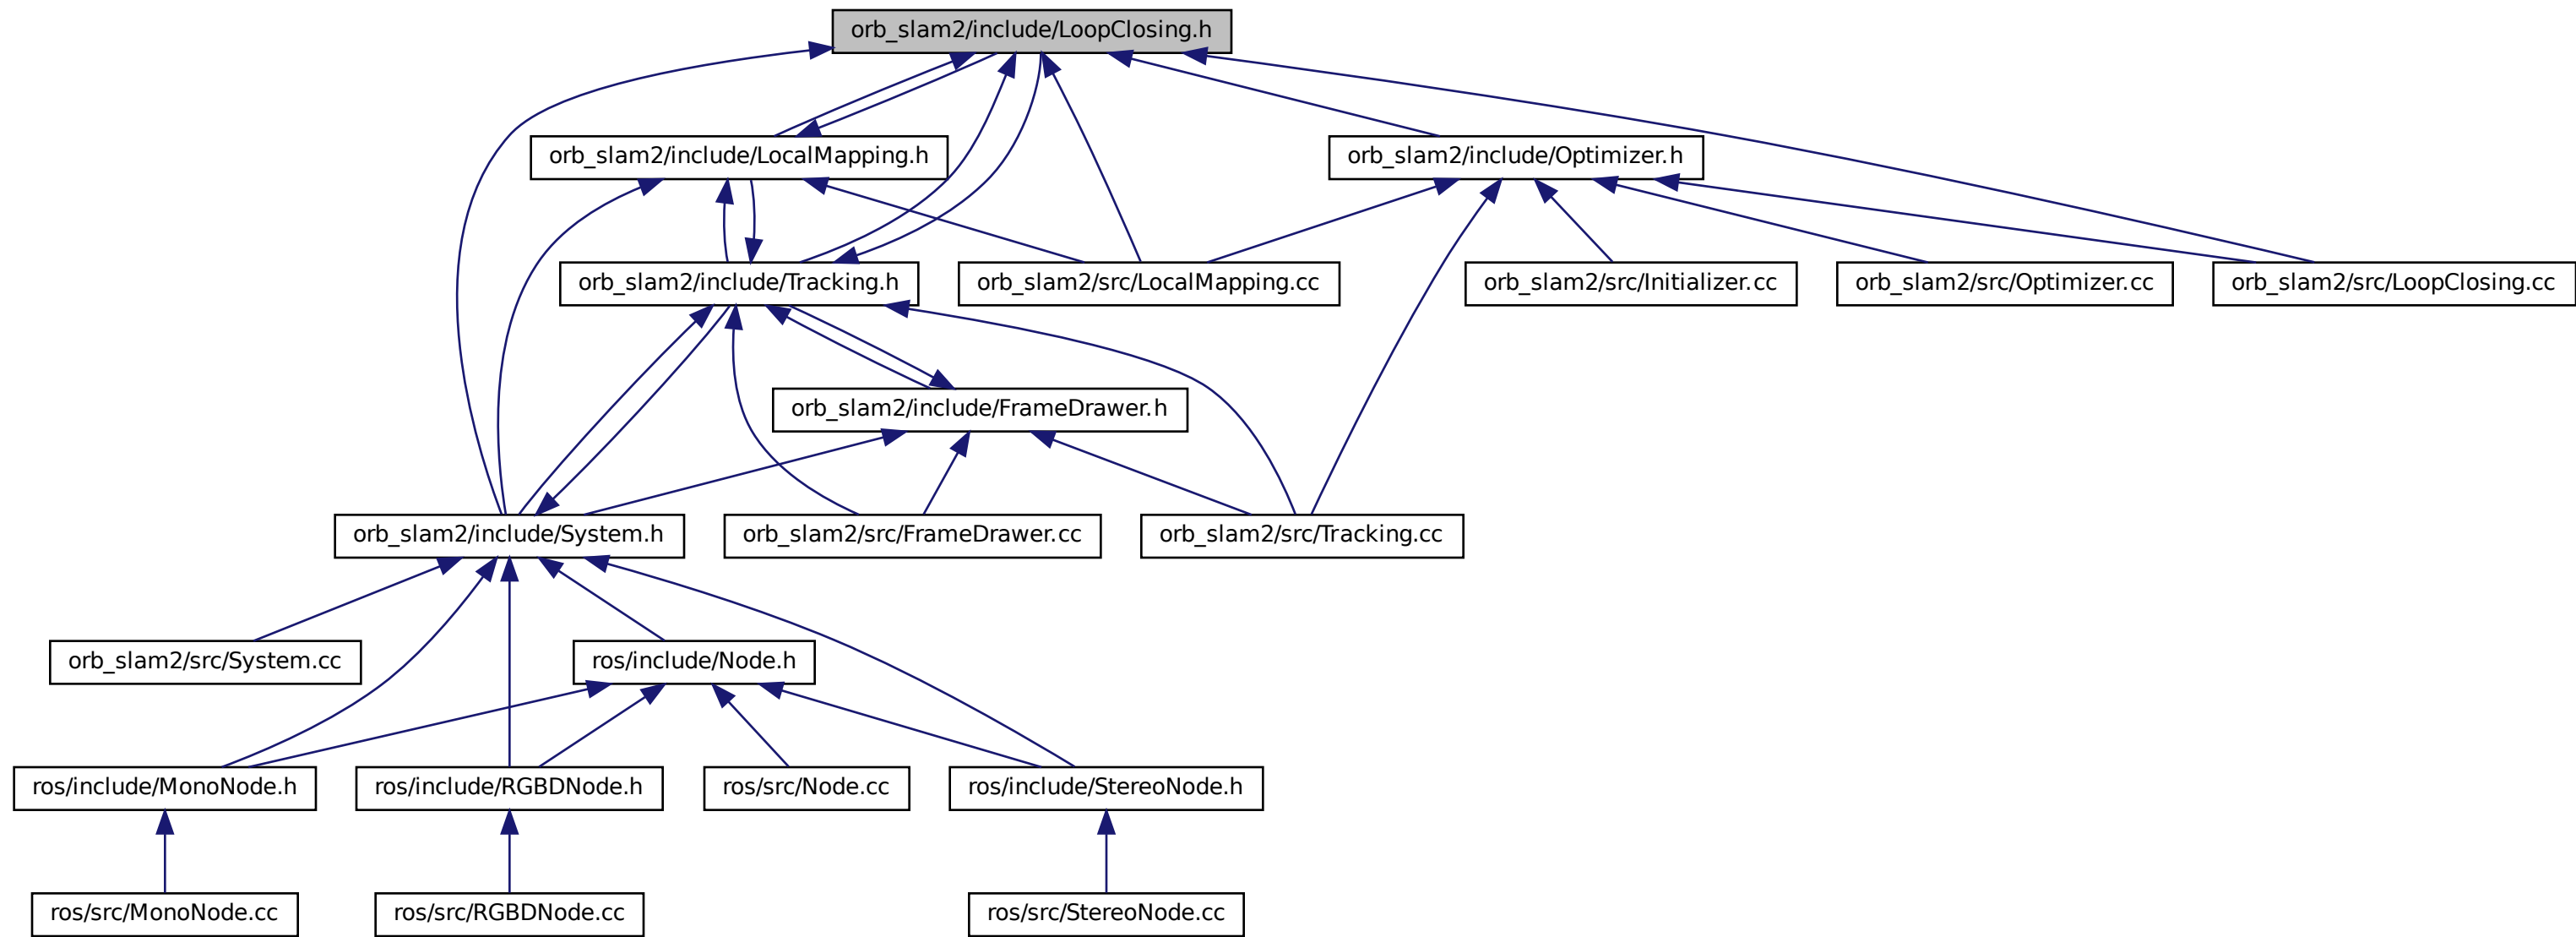 orb_slam2/include/LoopClosing.h
orb_slam2/include/LocalMapping.h
orb_slam2/include/Optimizer.h
orb_slam2/include/Tracking.h
orb_slam2/src/LocalMapping.cc
orb_slam2/src/Initializer.cc
orb_slam2/src/Optimizer.cc
orb_slam2/src/LoopClosing.cc
orb_slam2/include/FrameDrawer.h
orb_slam2/include/System.h
orb_slam2/src/FrameDrawer.cc
orb_slam2/src/Tracking.cc
orb_slam2/src/System.cc
ros/include/Node.h
ros/include/MonoNode.h
ros/include/RGBDNode.h
ros/src/Node.cc
ros/include/StereoNode.h
ros/src/MonoNode.cc
ros/src/RGBDNode.cc
ros/src/StereoNode.cc